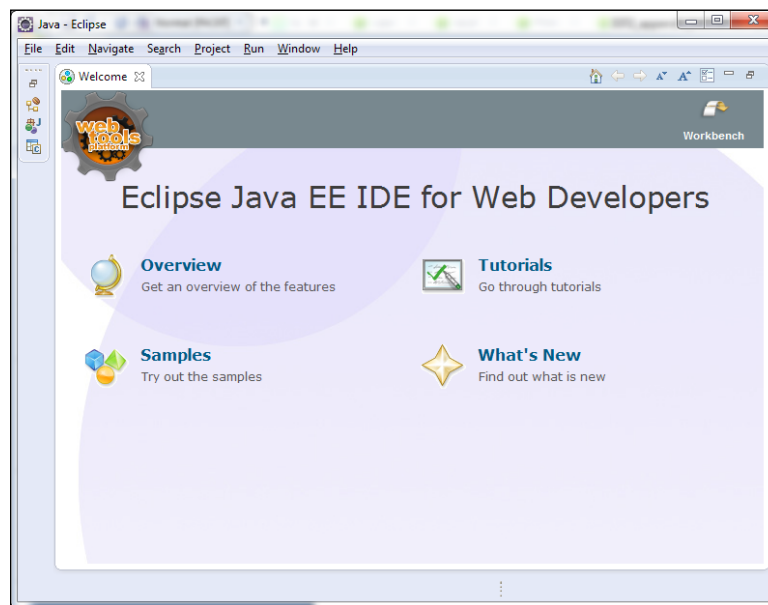 Java - Eclipse
File Edit Navigate Search Project Run Window Help
Welcome
web tools platform
Workbench
Eclipse Java EE IDE for Web Developers
Overview
Get an overview of the features
Tutorials
Go through tutorials
Samples
Try out the samples
What's New
Find out what is new